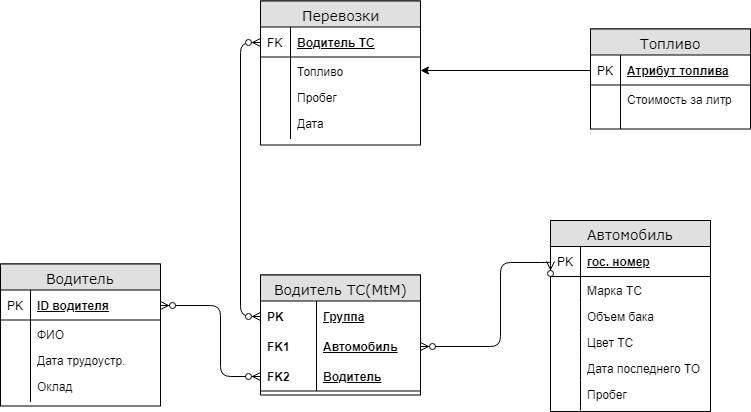 Перевозки
FK Водитель ТС
Топливо
Пробег
Дата
Топливо
PK Атрибут топлива
Стоимость за литр
Автомобиль
PK гос. номер
Марка ТС
Объем бака
Цвет ТС
Дата последнего ТО
Пробег
Водитель
PK ID водителя
ФИО
Дата трудоустр.
Оклад
Водитель ТС(MtM)
PK Группа
FK1 Автомобиль
FK2 Водитель